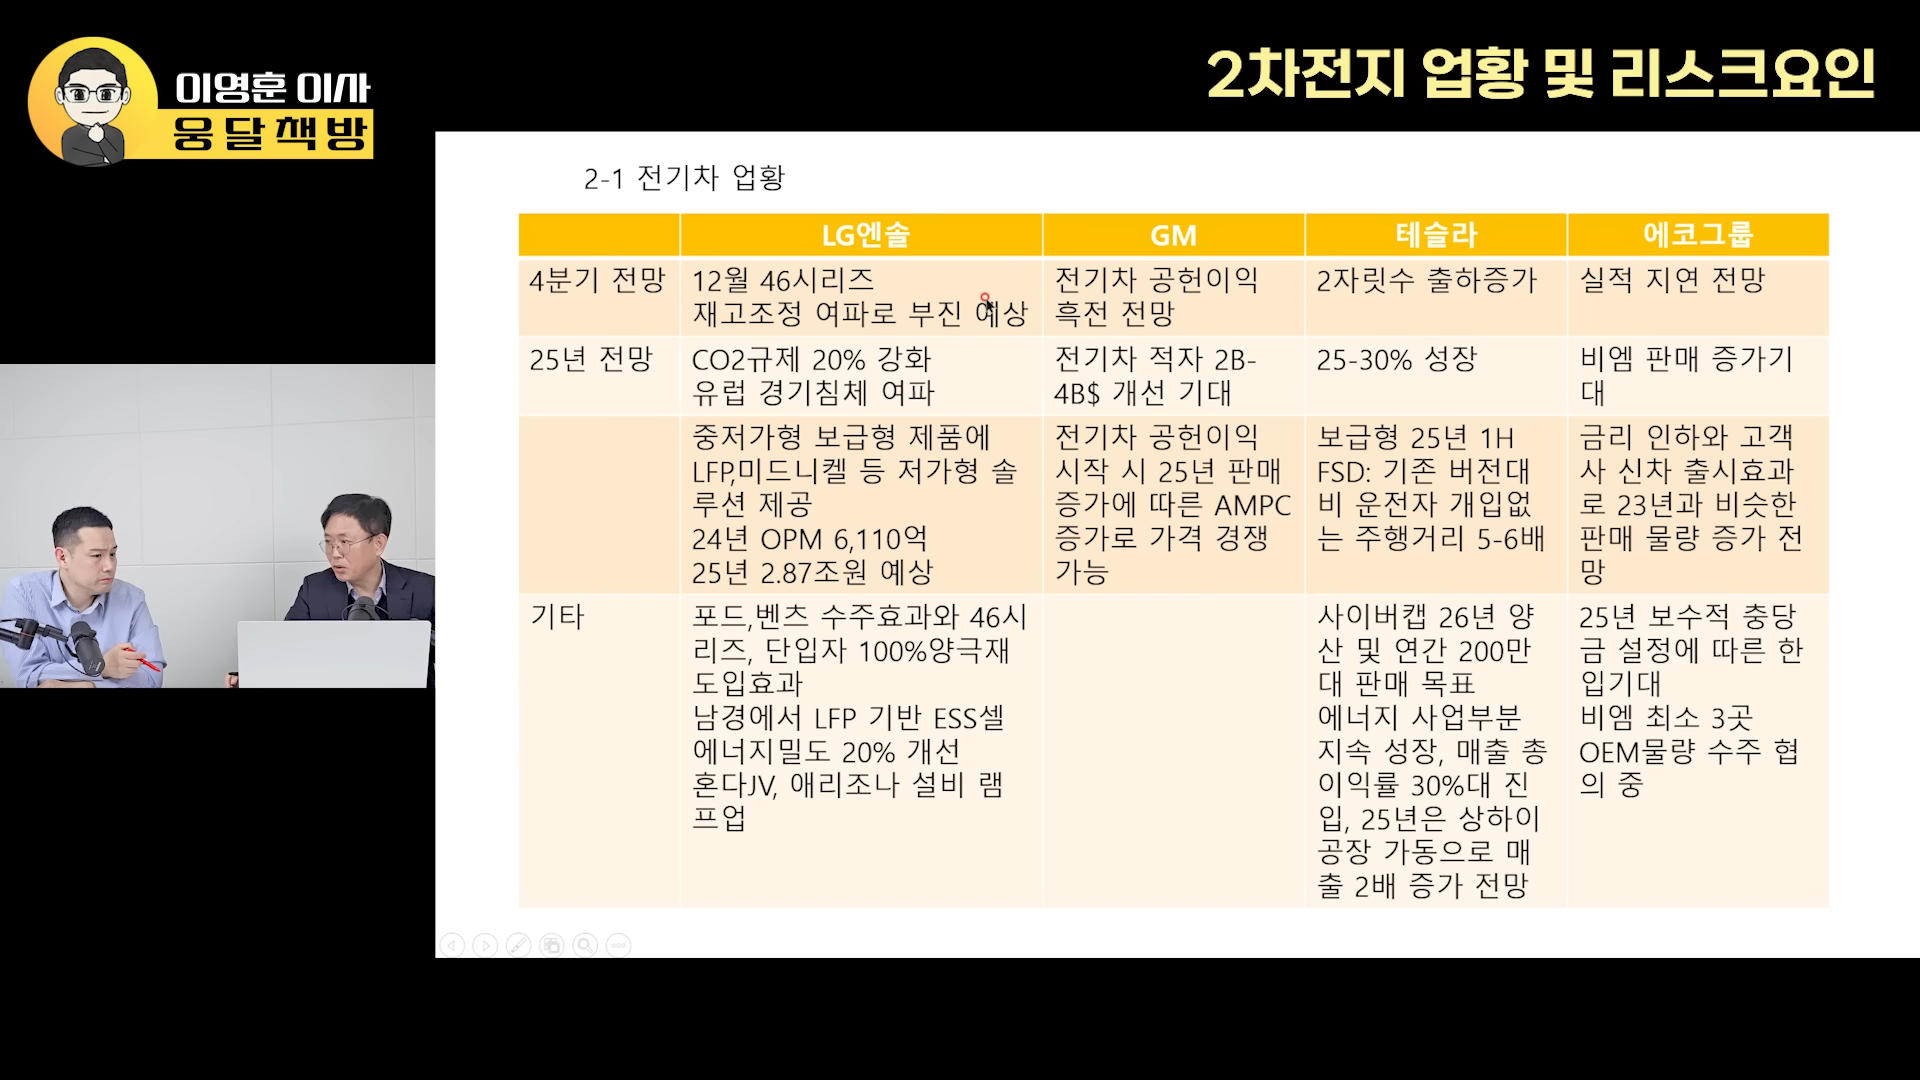 이영훈 이사
웅달책방
2차전지 업황 및 리스크요인
2-1 전기차 업황
LG엔솔
GM
테슬라
에코그룹
4분기 전망
12월 46시리즈
재고조정 여파로 부진 예상
전기차 공헌이익
흑전 전망
2자릿수 출하증가
실적 지연 전망
25년 전망
CO2규제 20% 강화
유럽 경기침체 여파
전기차 적자 2B-
4B$ 개선 기대
25-30% 성장
비엠 판매 증가기
대
중저가형 보급형 제품에
LFP,미드니켈 등 저가형 솔
루션 제공
24년 OPM 6,110억
25년 2.87조원 예상
전기차 공헌이익
시작 시 25년 판매
증가에 따른 AMPC
증가로 가격 경쟁
가능
보급형 25년 1H
FSD: 기존 버전대
비 운전자 개입없
는 주행거리 5-6배
금리 인하와 고객
사 신차 출시효과
로 23년과 비슷한
판매 물량 증가 전
망
기타
포드,벤츠 수주효과와 46시
리즈, 단입자 100%양극재
도입효과
남경에서 LFP 기반 ESS셀
에너지밀도 20% 개선
혼다JV, 애리조나 설비 램
프업
사이버캡 26년 양
산 및 연간 200만
대 판매 목표
에너지 사업부분
지속 성장, 매출 총
이익률 30%대 진
입, 25년은 상하이
공장 가동으로 매
출 2배 증가 전망
25년 보수적 충당
금 설정에 따른 한
입기대
비엠 최소 3곳
OEM물량 수주 협
의 중